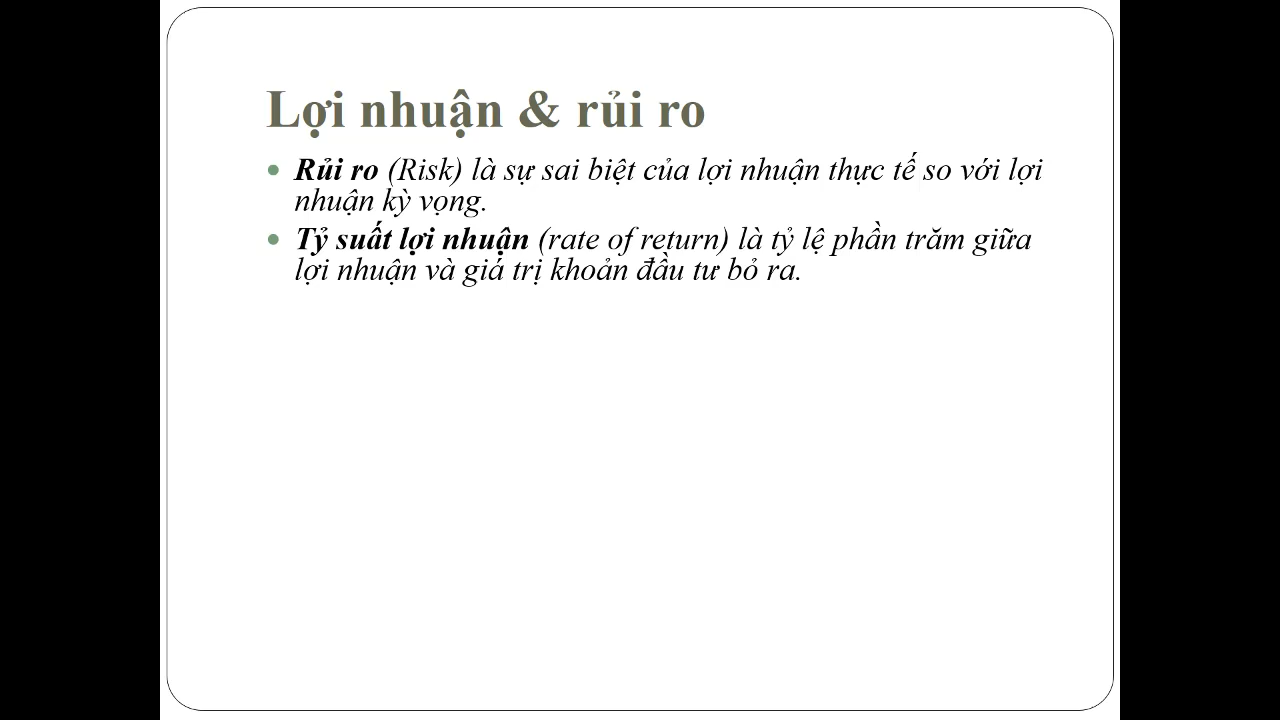 Lợi nhuận & rủi ro
Rủi ro (Risk) là sự sai biệt của lợi nhuận thực tế so với lợi
nhuận kỳ vọng.
Tỷ suất lợi nhuận (rate of return) là tỷ lệ phần trăm giữa
lợi nhuận và giá trị khoản đầu tư bỏ ra.